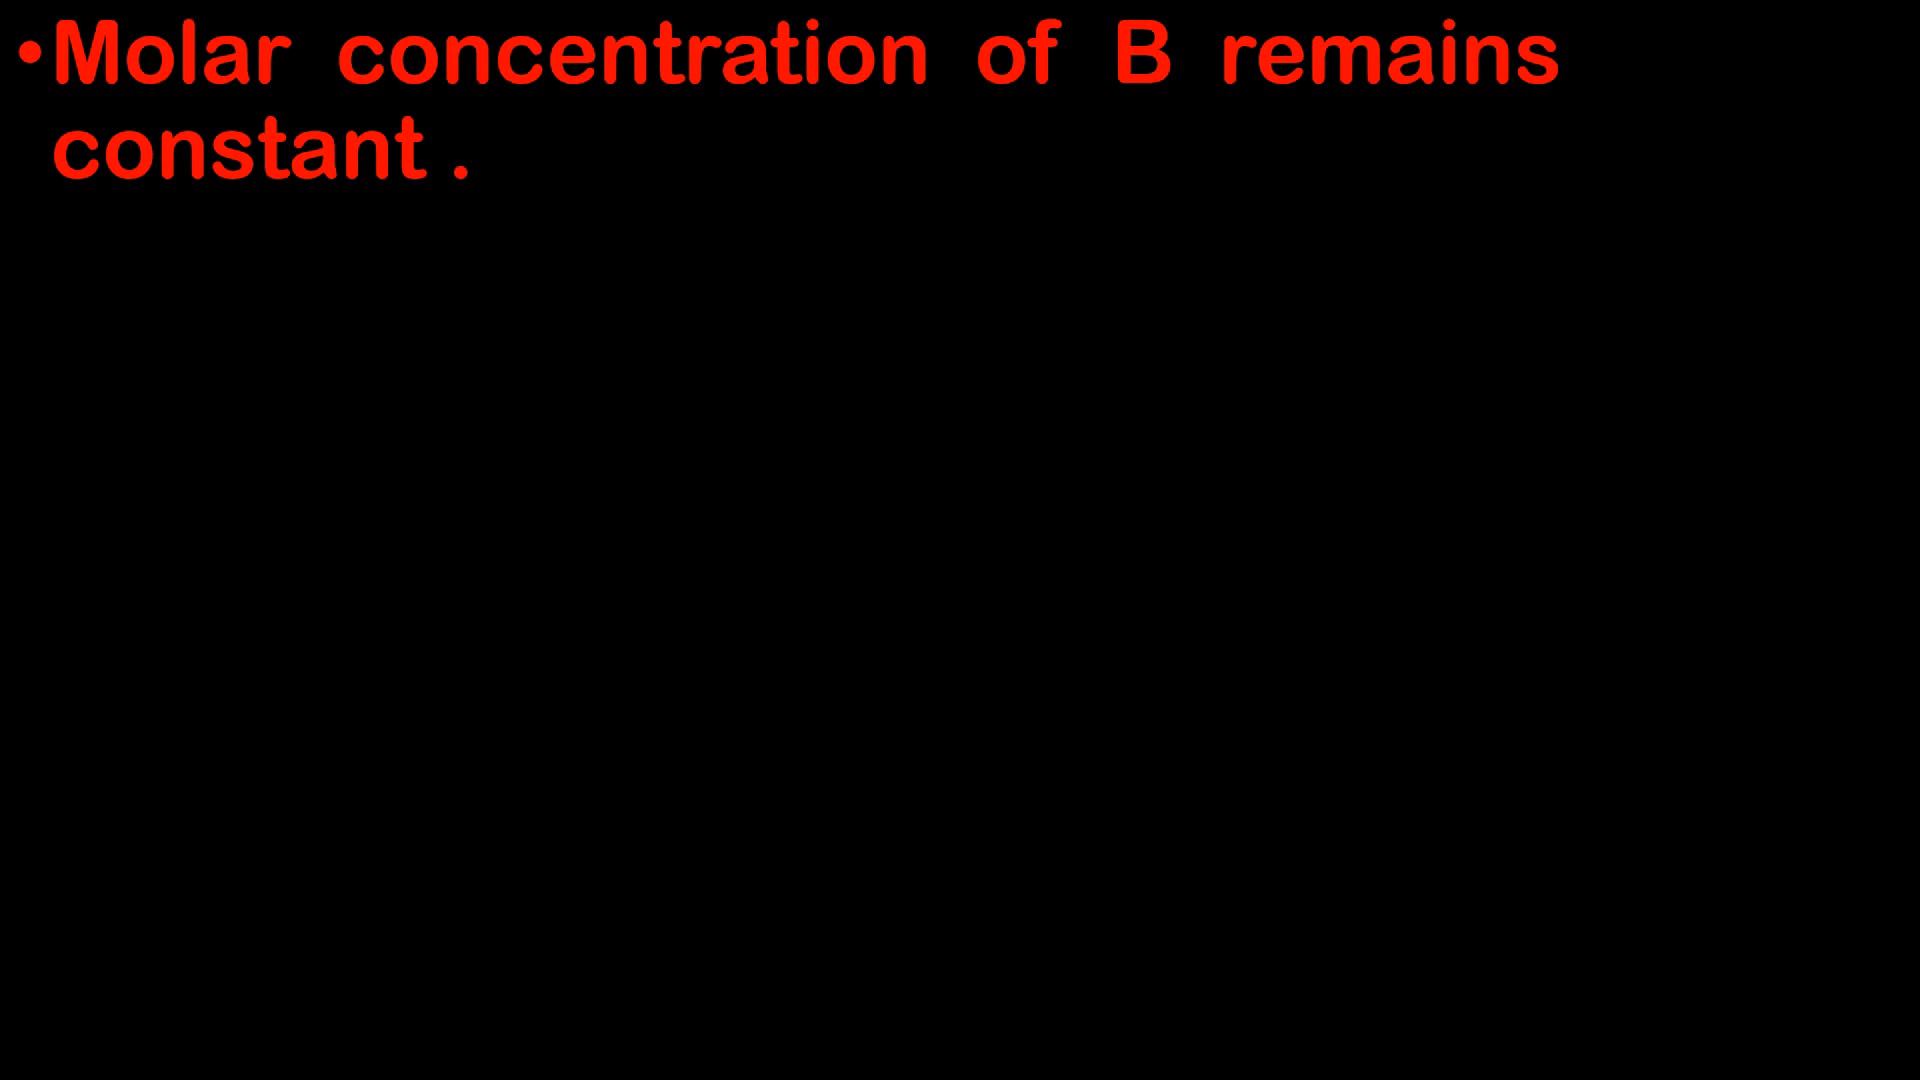 •Molar concentration of B remains
constant .